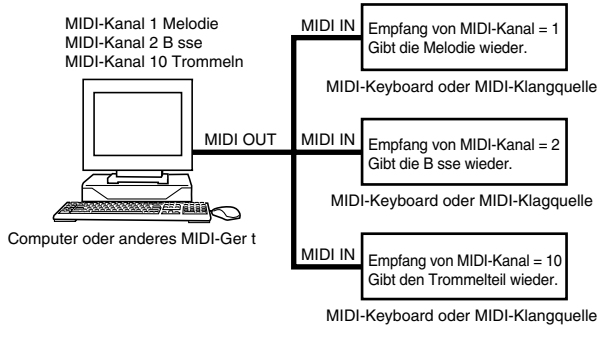 MIDI-Kanal 1 Melodie
MIDI-Kanal 2 B sse
MIDI-Kanal 10 Trommeln
MIDI OUT
Computer oder anderes MIDI-Ger t
MIDI IN
Empfang von MIDI-Kanal = 1
Gibt die Melodie wieder.
MIDI-Keyboard oder MIDI-Klangquelle
MIDI IN
Empfang von MIDI-Kanal = 2
Gibt die B sse wieder.
MIDI-Keyboard oder MIDI-Klagquelle
MIDI IN
Empfang von MIDI-Kanal = 10
Gibt den Trommelteil wieder.
MIDI-Keyboard oder MIDI-Klangquelle